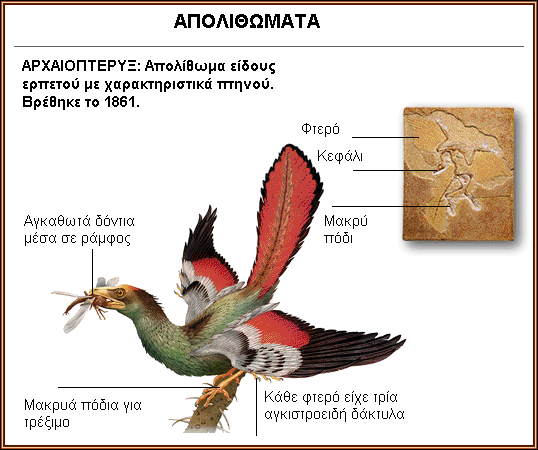 ΑΠΟΛΙΘΩΜΑΤΑ
ΑΡΧΑΙΟΠΤΕΡΥΞ: Απολίθωμα είδους
ερπετού με χαρακτηριστικά πτηνού.
Βρέθηκε το 1861.
Φτερό
Κεφάλι
Μακρύ
πόδι
Αγκαθωτά δόντια
μέσα σε ράμφος
Μακρυά πόδια για
τρέξιμο
Κάθε φτερό είχε τρία
αγκιστροειδή δάκτυλα